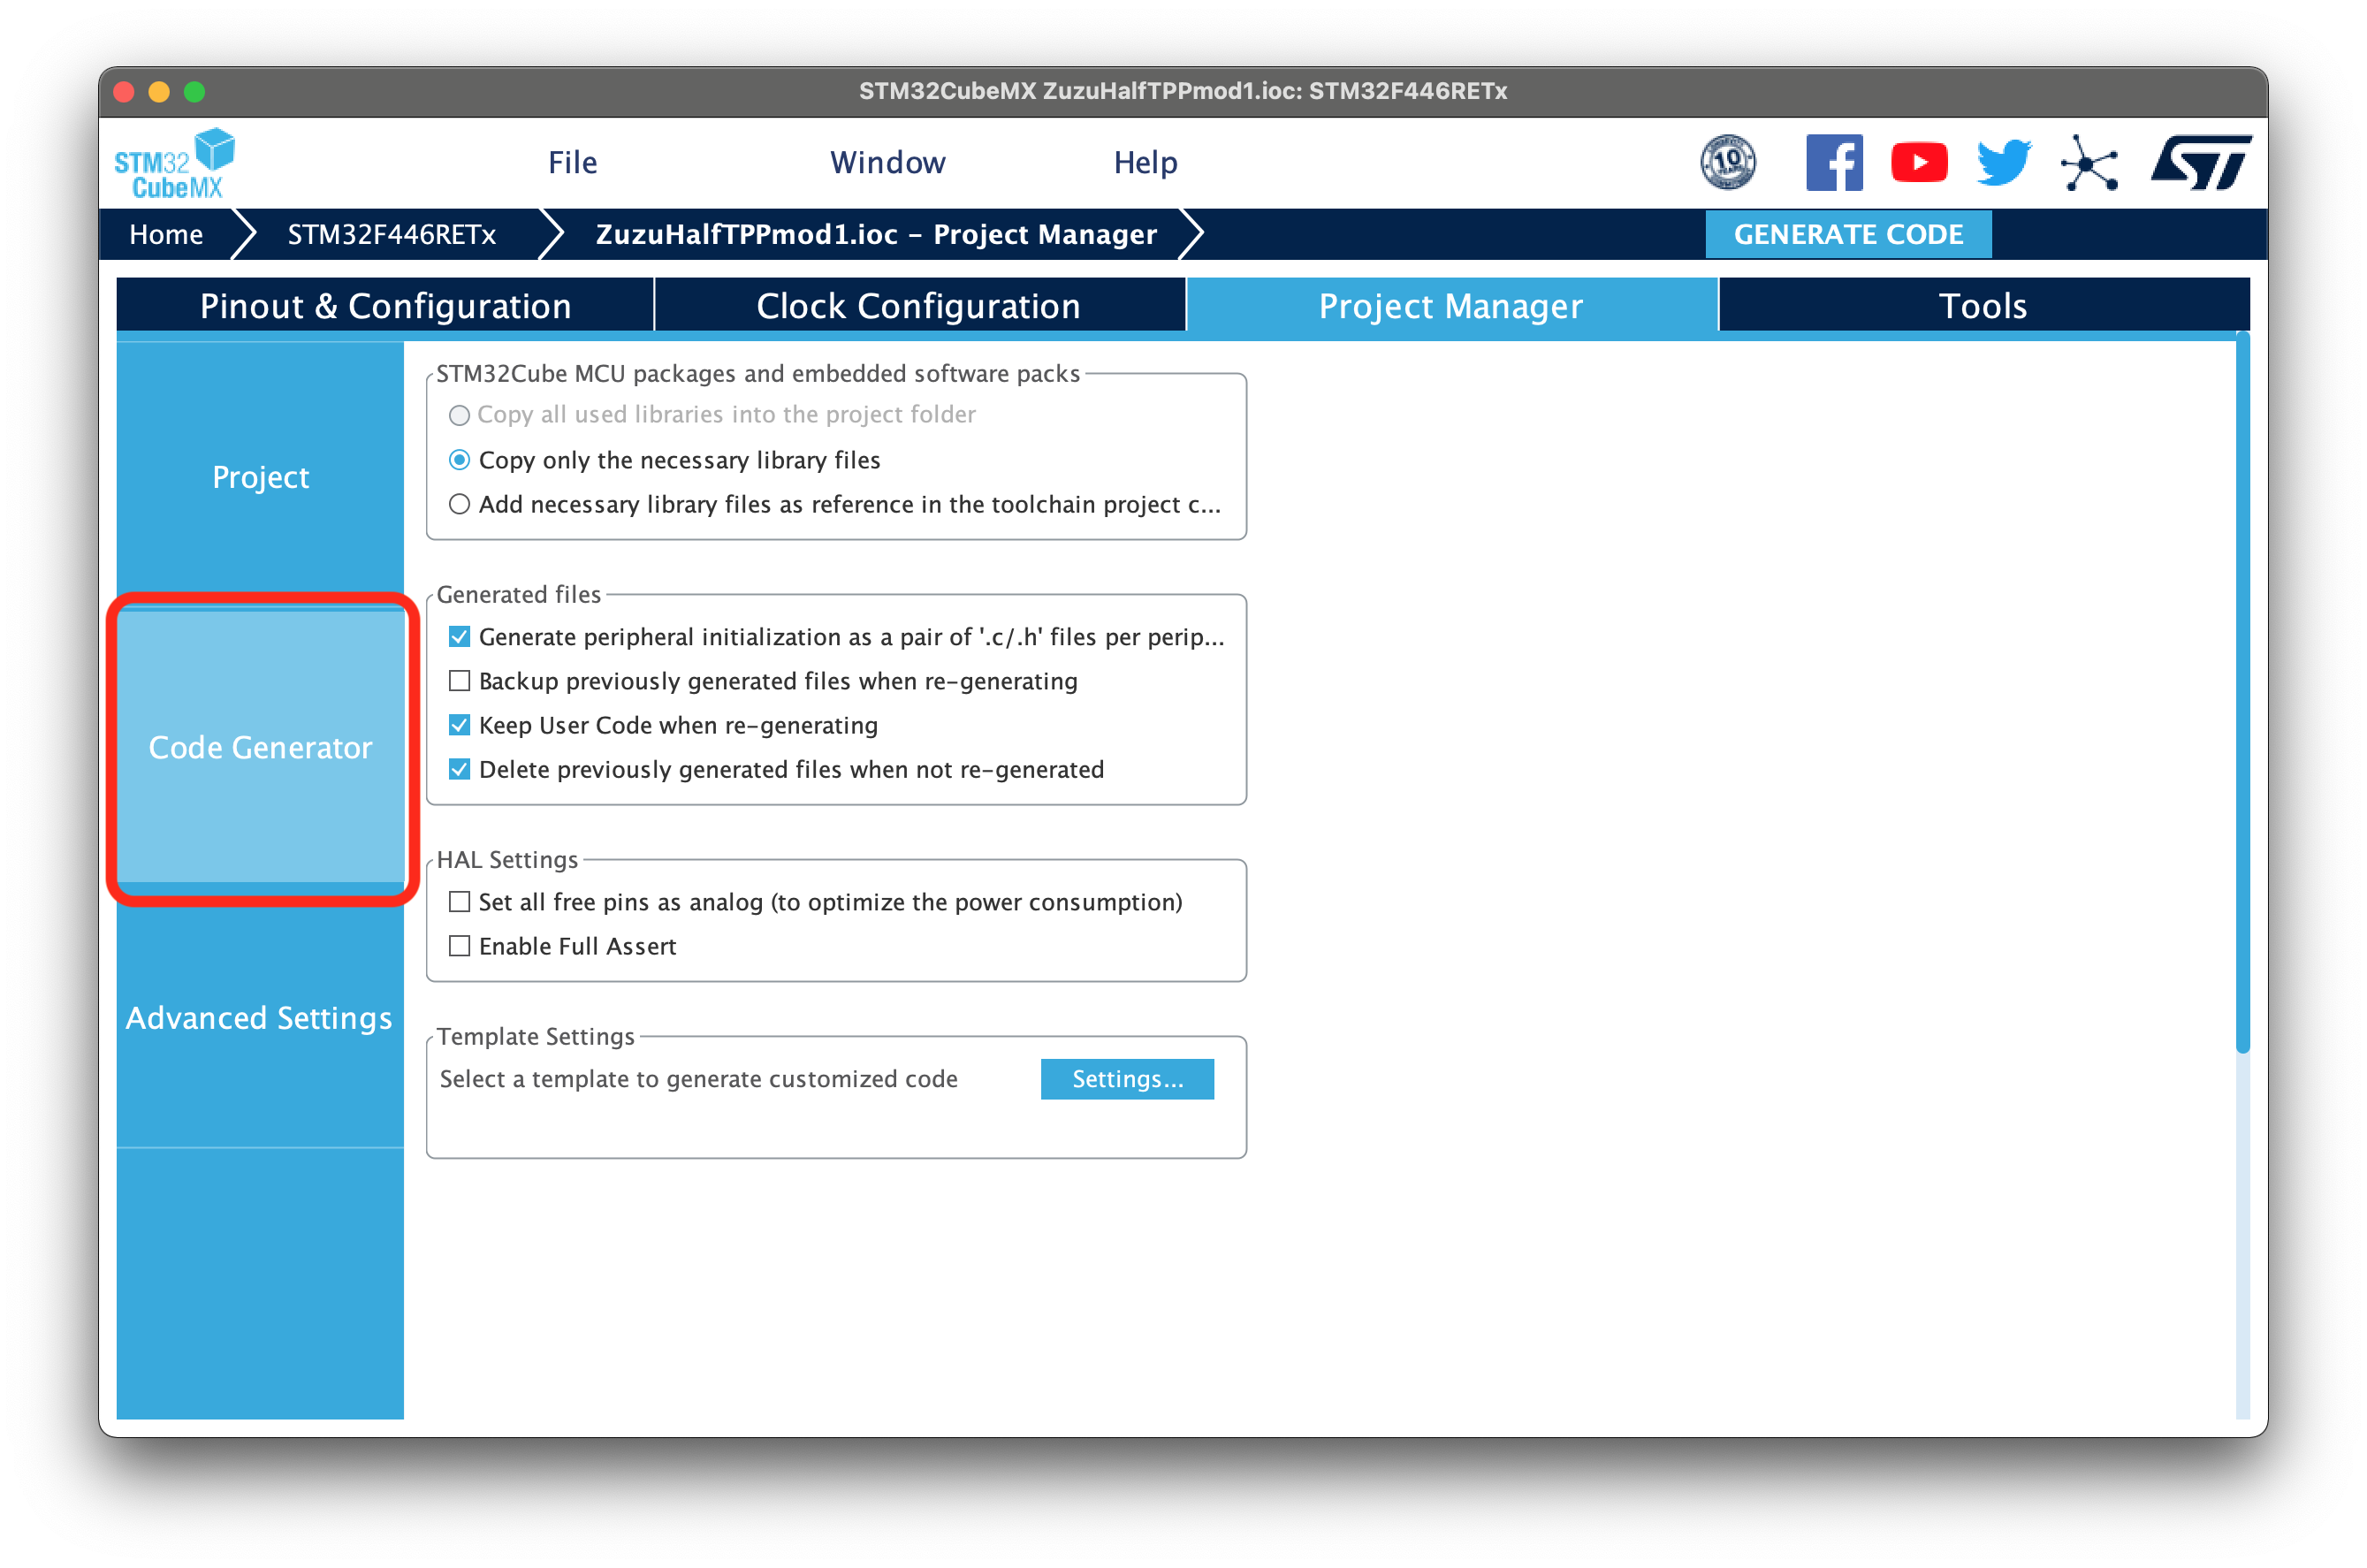 STM32CubeMX ZuzuHalfTPPmod1.ioc: STM32F446RETx
STM32
CubeMX
File
Window
Help
10
YEARS
f
ST
Home
STM32F446RETx
ZuzuHalfTPPmod1.ioc – Project Manager
GENERATE CODE
Pinout & Configuration
Clock Configuration
Project Manager
Tools
Project
Code Generator
Advanced Settings
STM32Cube MCU packages and embedded software packs
Copy all used libraries into the project folder
Copy only the necessary library files
Add necessary library files as reference in the toolchain project c...
Generated files
Generate peripheral initialization as a pair of '.c/.h' files per perip...
Backup previously generated files when re-generating
Keep User Code when re-generating
Delete previously generated files when not re-generated
HAL Settings
Set all free pins as analog (to optimize the power consumption)
Enable Full Assert
Template Settings
Select a template to generate customized code
Settings...